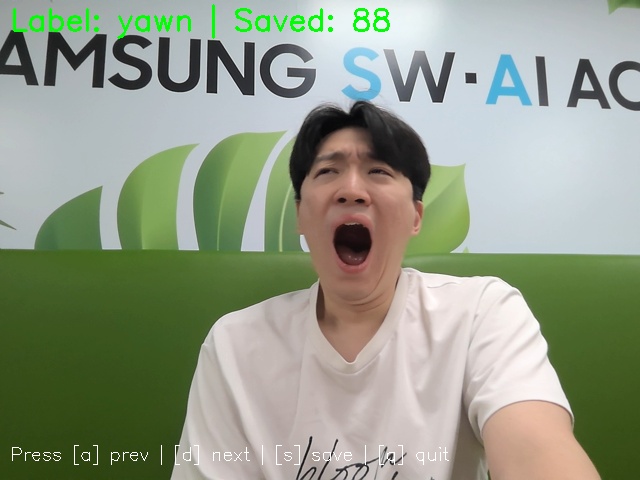 Label: yawn | Saved: 88
AMSUNG SW·AI AC
Press [a] prev | [d] next | [s] save | [q] quit